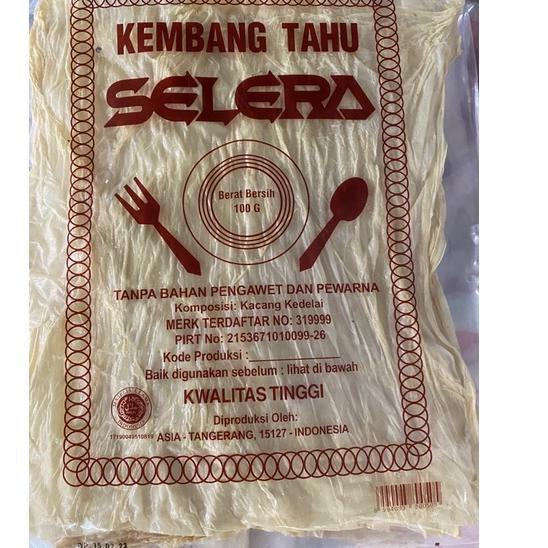 KEMBANG TAHU
SELERA
Berat Bersih
100 G
TANPA BAHAN PENGAWET DAN PEWARNA
Komposisi: Kacang Kedelai
MERK TERDAFTAR NO: 319999
PIRT No: 2153671010099-26
Kode Produksi :
Baik digunakan sebelum : lihat di bawah
KWALITAS TINGGI
Diproduksi Oleh:
ASIA - TANGERANG, 15127 - INDONESIA